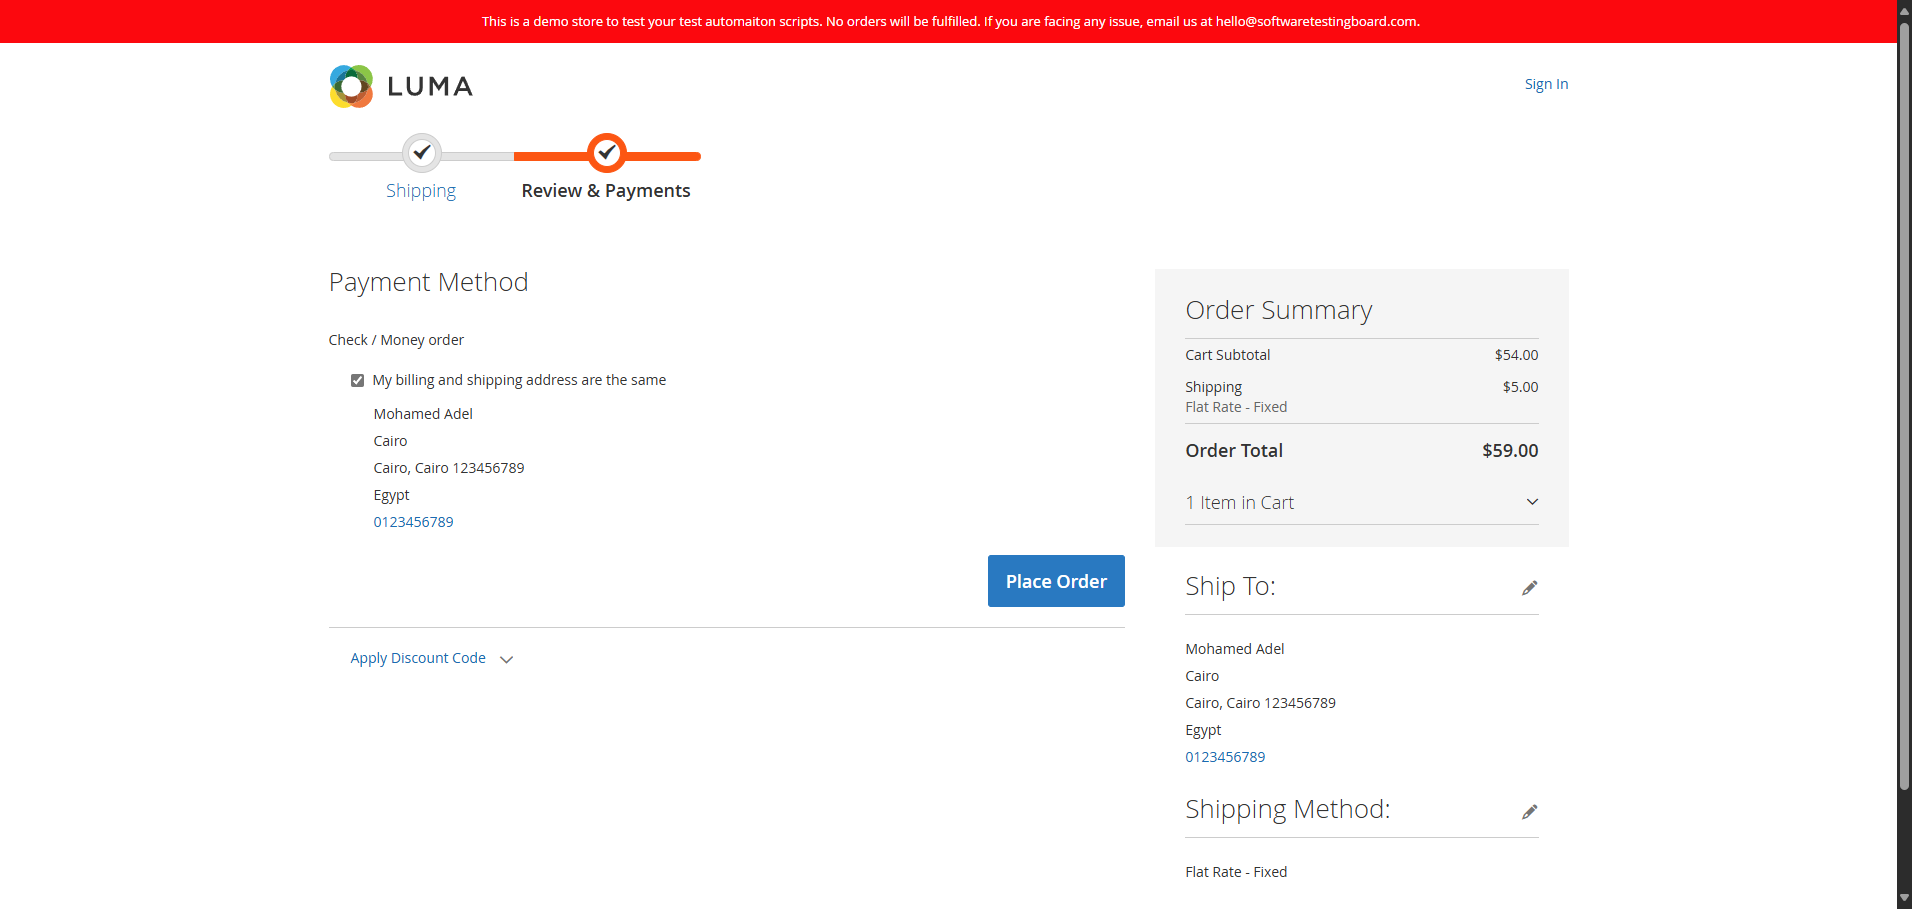 This is a demo store to test your test automaiton scripts. No orders will be fulfilled. If you are facing any issue, email us at hello@softwaretestingboard.com.
LUMA
Sign In
Shipping
Review & Payments
Payment Method
Check / Money order
My billing and shipping address are the same
Mohamed Adel
Cairo
Cairo, Cairo 123456789
Egypt
0123456789
Place Order
Apply Discount Code
Order Summary
Cart Subtotal $54.00
Shipping $5.00
Flat Rate - Fixed
Order Total $59.00
1 Item in Cart
Ship To:
Mohamed Adel
Cairo
Cairo, Cairo 123456789
Egypt
0123456789
Shipping Method:
Flat Rate - Fixed